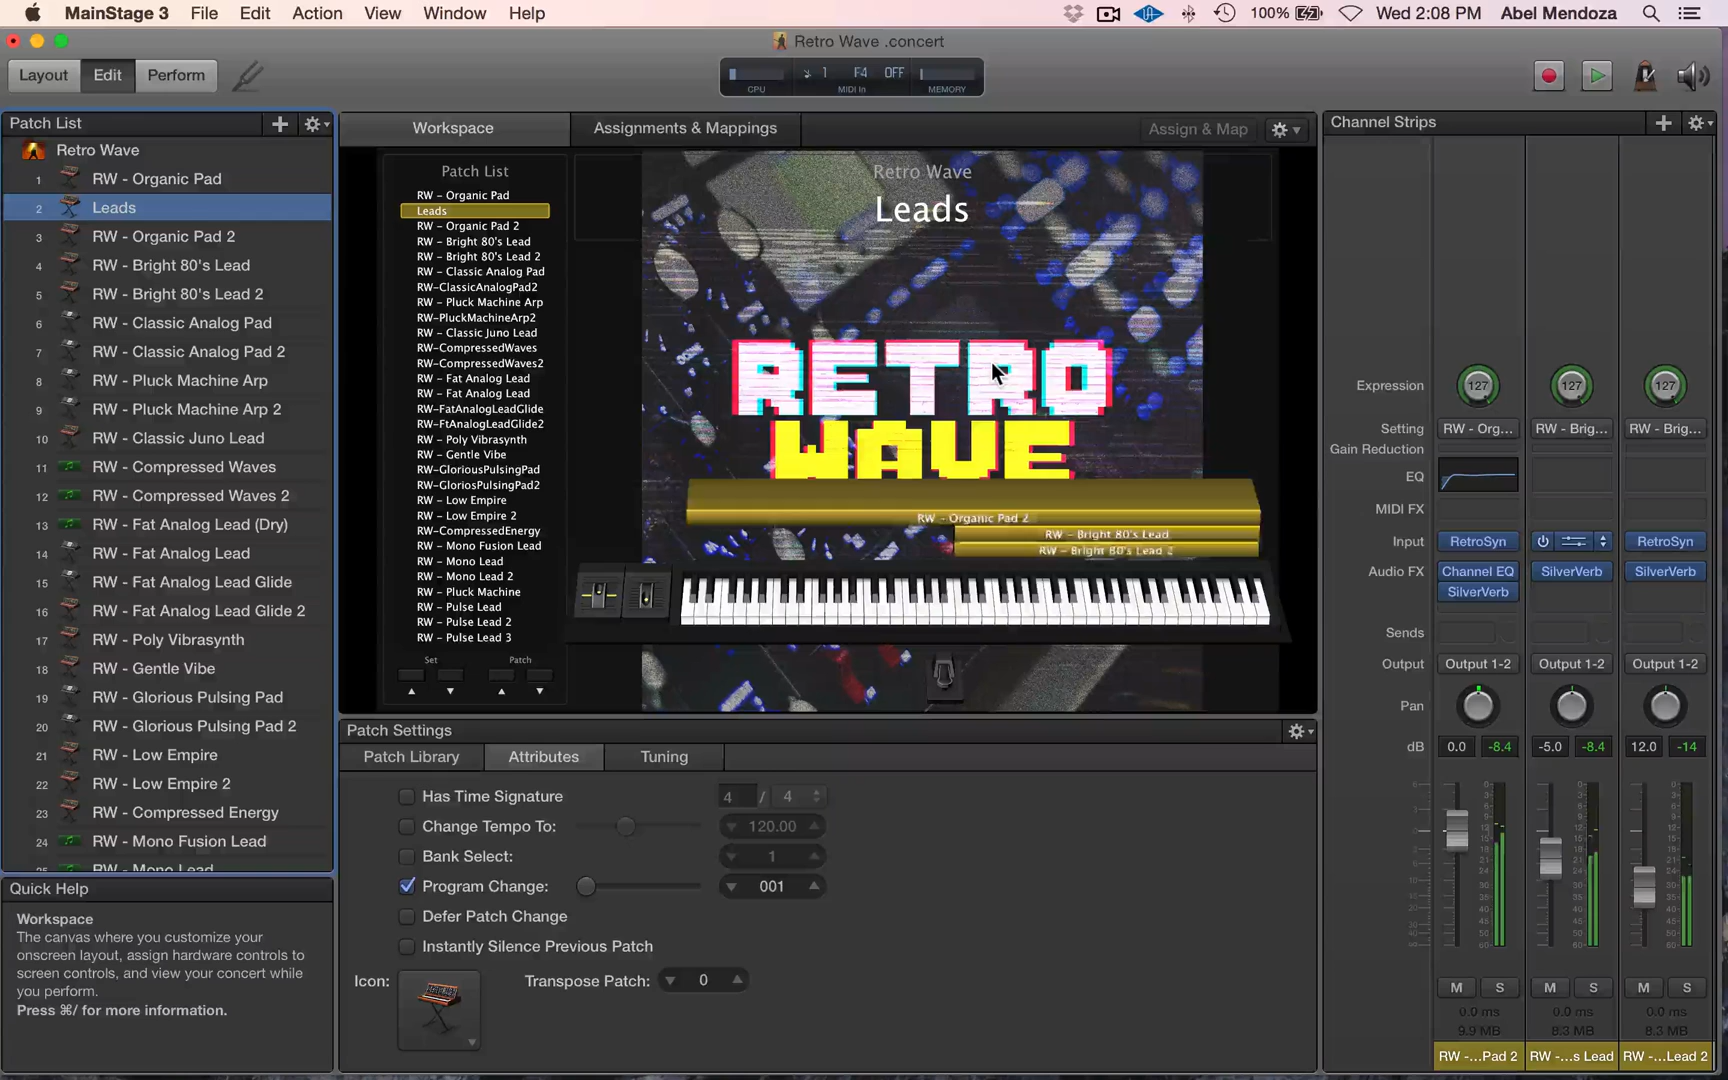 MainStage 3 File Edit Action View Window Help 100% Wed 2:08 PM Abel Mendoza
Retro Wave .concert
Layout Edit Perform
1 F4 OFF
CPU MIDI In MEMORY
Patch List
Retro Wave
1 RW - Organic Pad
2 Leads
3 RW - Organic Pad 2
4 RW - Bright 80's Lead
5 RW - Bright 80's Lead 2
6 RW - Classic Analog Pad
7 RW - Classic Analog Pad 2
8 RW - Pluck Machine Arp
9 RW - Pluck Machine Arp 2
10 RW - Classic Juno Lead
11 RW - Compressed Waves
12 RW - Compressed Waves 2
13 RW - Fat Analog Lead (Dry)
14 RW - Fat Analog Lead
15 RW - Fat Analog Lead Glide
16 RW - Fat Analog Lead Glide 2
17 RW - Poly Vibrasynth
18 RW - Gentle Vibe
19 RW - Glorious Pulsing Pad
20 RW - Glorious Pulsing Pad 2
21 RW - Low Empire
22 RW - Low Empire 2
23 RW - Compressed Energy
24 RW - Mono Fusion Lead
25 RW - Mono Lead
Quick Help
Workspace
The canvas where you customize your
onscreen layout, assign hardware controls to
screen controls, and view your concert while
you perform.
Press ⌘/ for more information.
Workspace Assignments & Mappings Assign & Map
Patch List
RW - Organic Pad
Leads
RW - Organic Pad 2
RW - Bright 80's Lead
RW - Bright 80's Lead 2
RW - Classic Analog Pad
RW-ClassicAnalogPad2
RW - Pluck Machine Arp
RW-PluckMachineArp2
RW - Classic Juno Lead
RW-CompressedWaves
RW-CompressedWaves2
RW - Fat Analog Lead
RW - Fat Analog Lead
RW-FatAnalogLeadGlide
RW-FtAnalogLeadGlide2
RW - Poly Vibrasynth
RW - Gentle Vibe
RW-GloriousPulsingPad
RW-GloriosPulsingPad2
RW - Low Empire
RW - Low Empire 2
RW-CompressedEnergy
RW - Mono Fusion Lead
RW - Mono Lead
RW - Mono Lead 2
RW - Pluck Machine
RW - Pulse Lead
RW - Pulse Lead 2
RW - Pulse Lead 3
Set Patch
Retro Wave
Leads
RETRO
WAVE
RW - Organic Pad 2
RW - Bright 80's Lead
RW - Bright 80's Lead 2
Patch Settings
Patch Library Attributes Tuning
Has Time Signature 4 / 4
Change Tempo To: 120.00
Bank Select: 1
Program Change: 001
Defer Patch Change
Instantly Silence Previous Patch
Icon: Transpose Patch: 0
Channel Strips
Expression 127 127 127
Setting RW - Org... RW - Brig... RW - Brig...
Gain Reduction
EQ
MIDI FX
Input RetroSyn RetroSyn
Audio FX Channel EQ SilverVerb SilverVerb
SilverVerb
Sends
Output Output 1-2 Output 1-2 Output 1-2
Pan
dB 0.0 -8.4 -5.0 -8.4 12.0 -14
M S M S M S
0.0 ms 0.0 ms 0.0 ms
9.9 MB 8.3 MB 8.3 MB
RW -...Pad 2 RW -...s Lead RW -...Lead 2